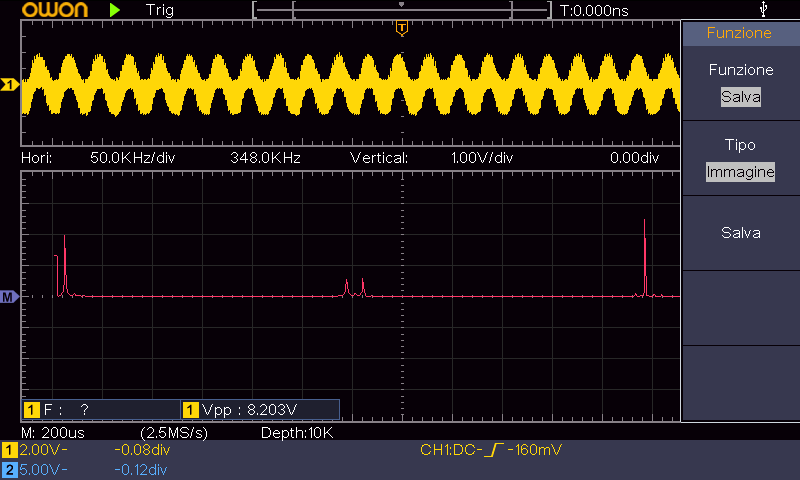 owon Trig T:0.000ns
T
Funzione
Funzione
Salva
1
Hori: 50.0KHz/div 348.0KHz Vertical: 1.00V/div 0.00div
Tipo
Immagine
Salva
M
1 F : ? 1 Vpp : 8.203V
M: 200us (2.5MS/s) Depth:10K
1 2.00V- -0.08div CH1:DC- -160mV
2 5.00V- -0.12div